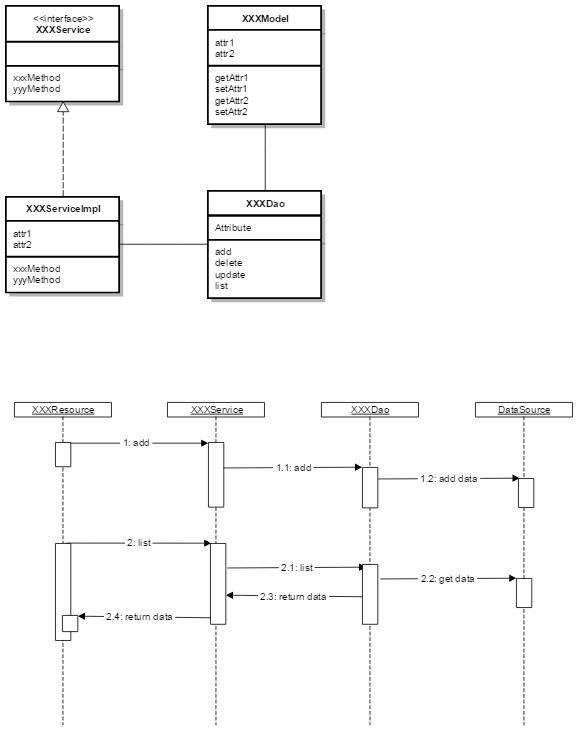 <<interface>>
XXXService
xxxMethod
yyyMethod
XXXModel
attr1
attr2
getAttr1
setAttr1
getAttr2
setAttr2
XXXServiceImpl
attr1
attr2
xxxMethod
yyyMethod
XXXDao
Attribute
add
delete
update
list
XXXResource
XXXService
XXXDao
DataSource
1: add
1.1: add
1.2: add data
2: list
2.1: list
2.2: get data
2.3: return data
2.4: return data